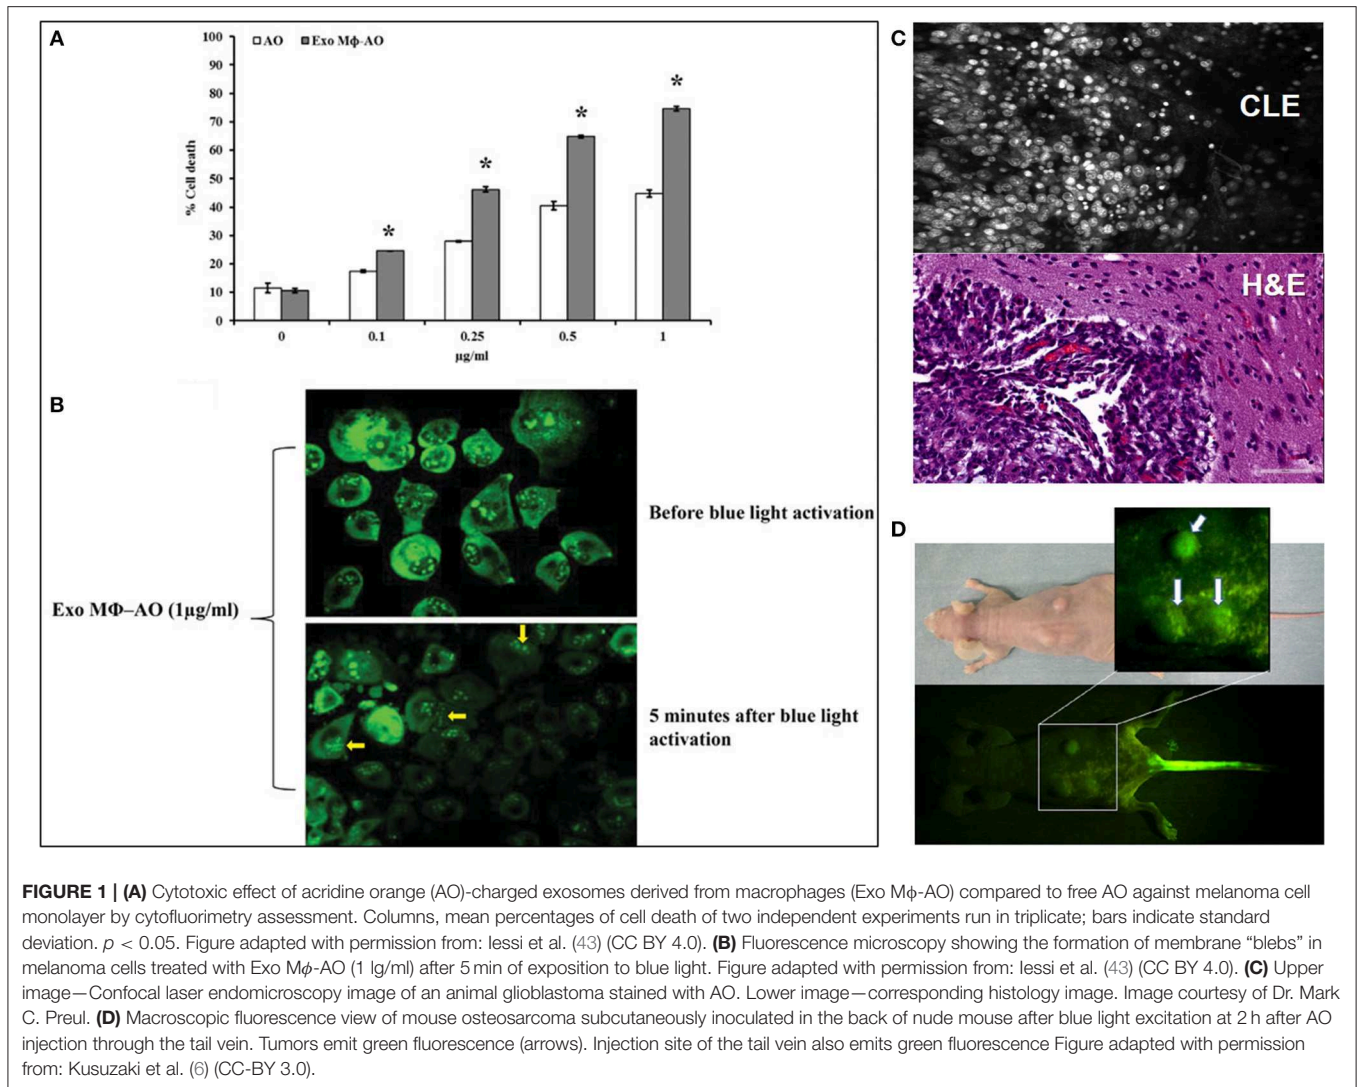 A
AO Exo Mϕ-AO
100
90
80
70
60
50
40
30
20
10
0
% Cell death
*
*
*
*
0 0.1 0.25 0.5 1
µg/ml
B
Before blue light activation
Exo MΦ–AO (1µg/ml)
5 minutes after blue light
activation
C
CLE
H&E
D
FIGURE 1 | (A) Cytotoxic effect of acridine orange (AO)-charged exosomes derived from macrophages (Exo Mϕ-AO) compared to free AO against melanoma cell
monolayer by cytofluorimetry assessment. Columns, mean percentages of cell death of two independent experiments run in triplicate; bars indicate standard
deviation. p < 0.05. Figure adapted with permission from: Iessi et al. (43) (CC BY 4.0). (B) Fluorescence microscopy showing the formation of membrane “blebs” in
melanoma cells treated with Exo Mϕ-AO (1 lg/ml) after 5 min of exposition to blue light. Figure adapted with permission from: Iessi et al. (43) (CC BY 4.0). (C) Upper
image—Confocal laser endomicroscopy image of an animal glioblastoma stained with AO. Lower image—corresponding histology image. Image courtesy of Dr. Mark
C. Preul. (D) Macroscopic fluorescence view of mouse osteosarcoma subcutaneously inoculated in the back of nude mouse after blue light excitation at 2 h after AO
injection through the tail vein. Tumors emit green fluorescence (arrows). Injection site of the tail vein also emits green fluorescence Figure adapted with permission
from: Kusuzaki et al. (6) (CC-BY 3.0).